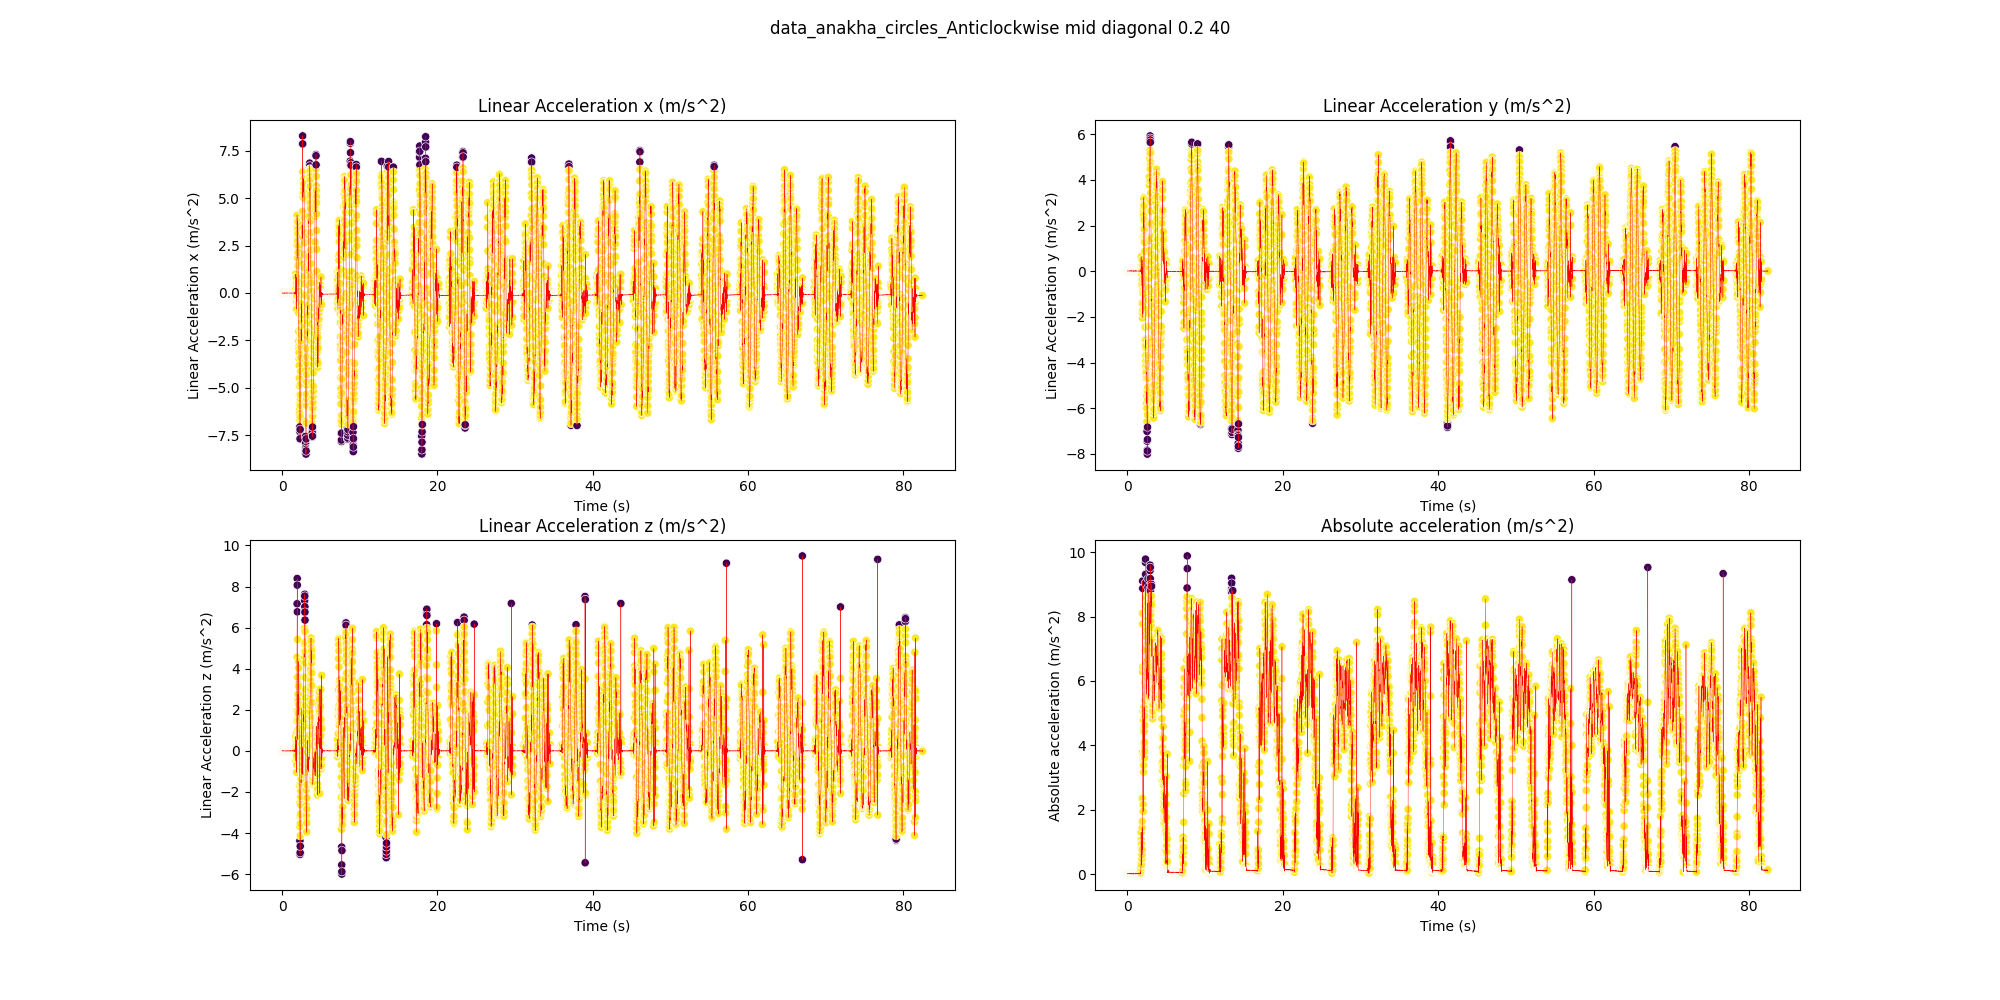 data_anakha_circles_Anticlockwise mid diagonal 0.2 40
Linear Acceleration x (m/s^2)
Linear Acceleration x (m/s^2)
7.5
5.0
2.5
0.0
−2.5
−5.0
−7.5
0 20 40 60 80
Time (s)
Linear Acceleration y (m/s^2)
Linear Acceleration y (m/s^2)
6
4
2
0
−2
−4
−6
−8
0 20 40 60 80
Time (s)
Linear Acceleration z (m/s^2)
Linear Acceleration z (m/s^2)
10
8
6
4
2
0
−2
−4
−6
0 20 40 60 80
Time (s)
Absolute acceleration (m/s^2)
Absolute acceleration (m/s^2)
10
8
6
4
2
0
0 20 40 60 80
Time (s)